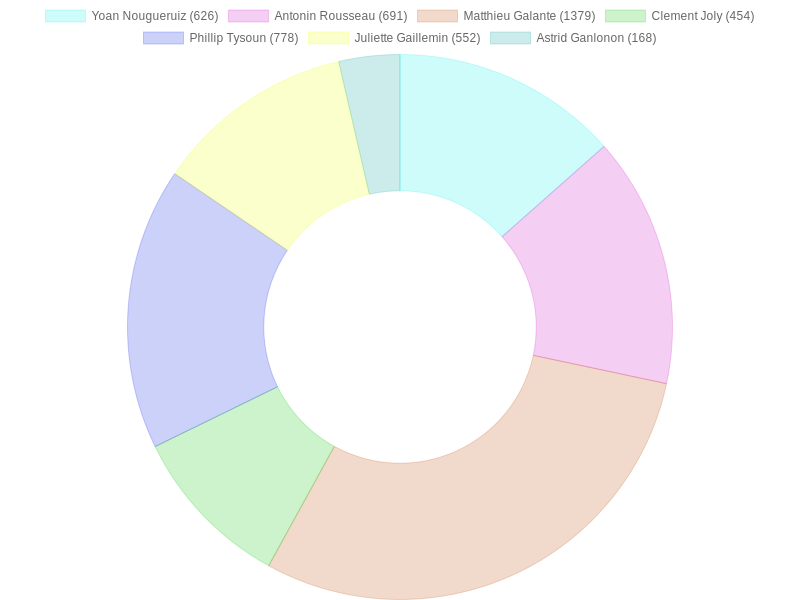 Yoan Nougueruiz (626) Antonin Rousseau (691) Matthieu Galante (1379) Clement Joly (454)
Phillip Tysoun (778) Juliette Gaillemin (552) Astrid Ganlonon (168)